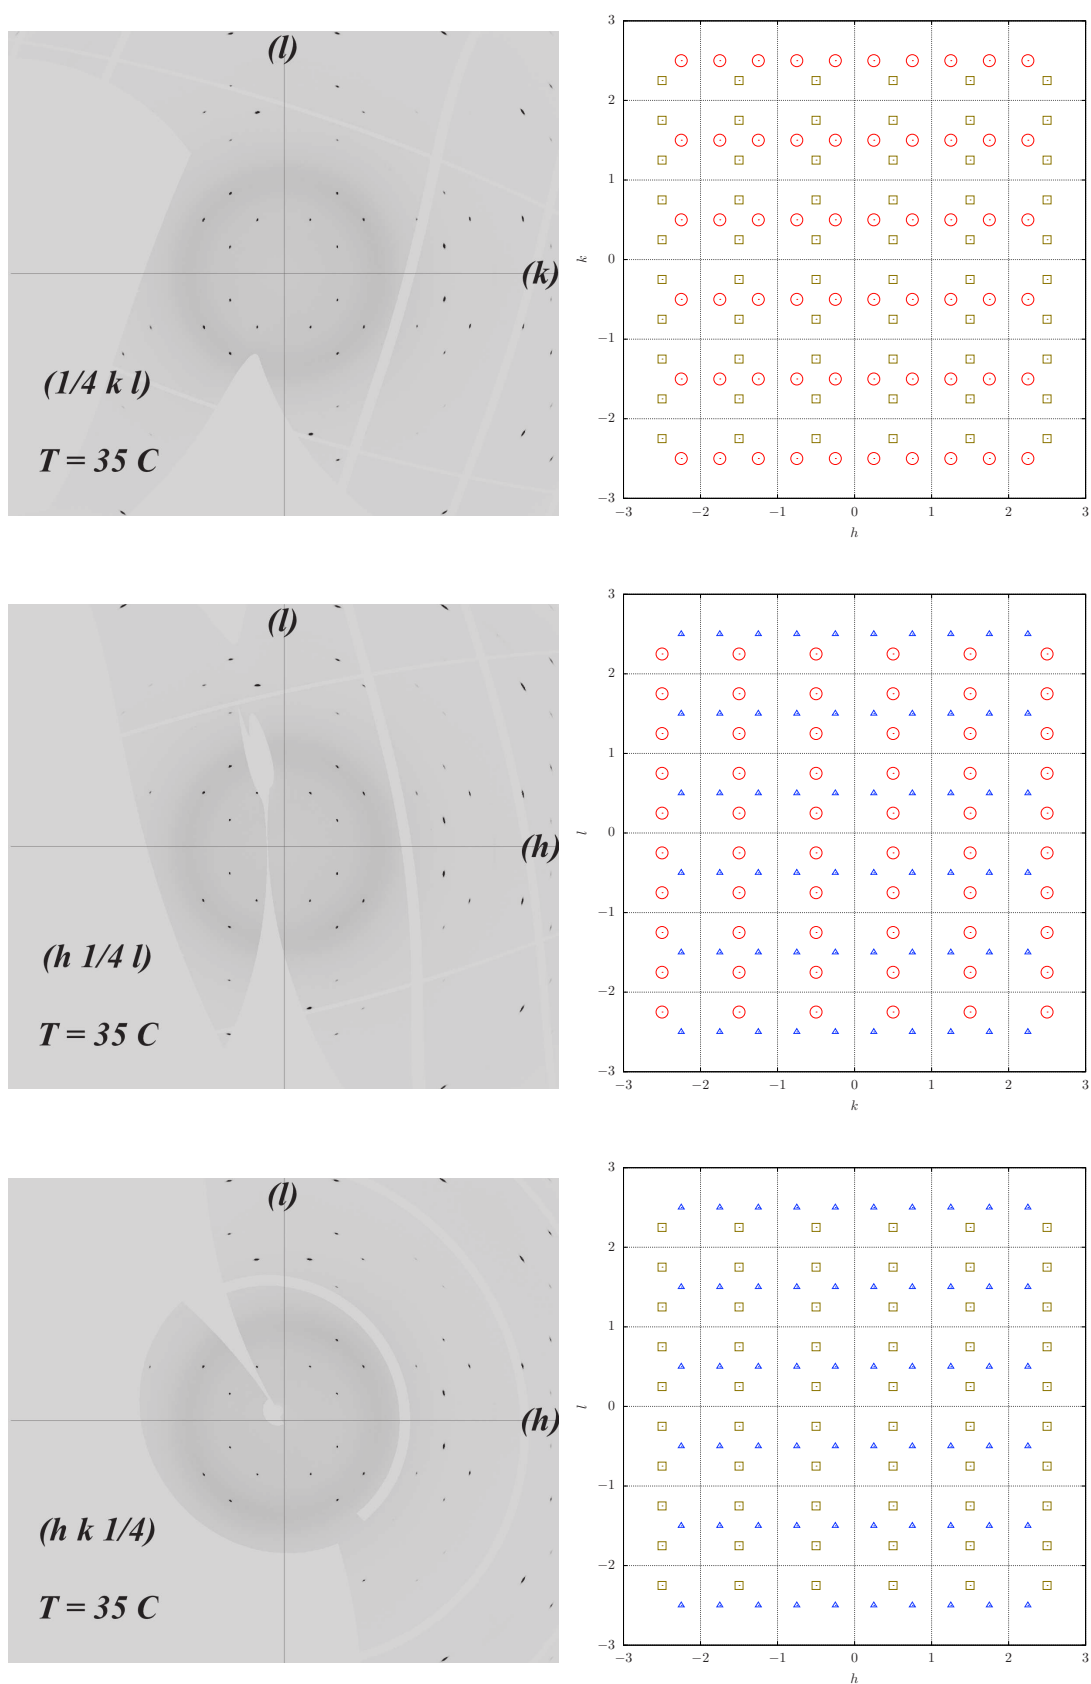 (l)
(k)
(1/4 k l)
T = 35 C
3
2
1
0
−1
−2
−3
k
−3 −2 −1 0 1 2 3
h
(l)
(h)
(h 1/4 l)
T = 35 C
3
2
1
0
−1
−2
−3
l
−3 −2 −1 0 1 2 3
k
(l)
(h)
(h k 1/4)
T = 35 C
3
2
1
0
−1
−2
−3
l
−3 −2 −1 0 1 2 3
h